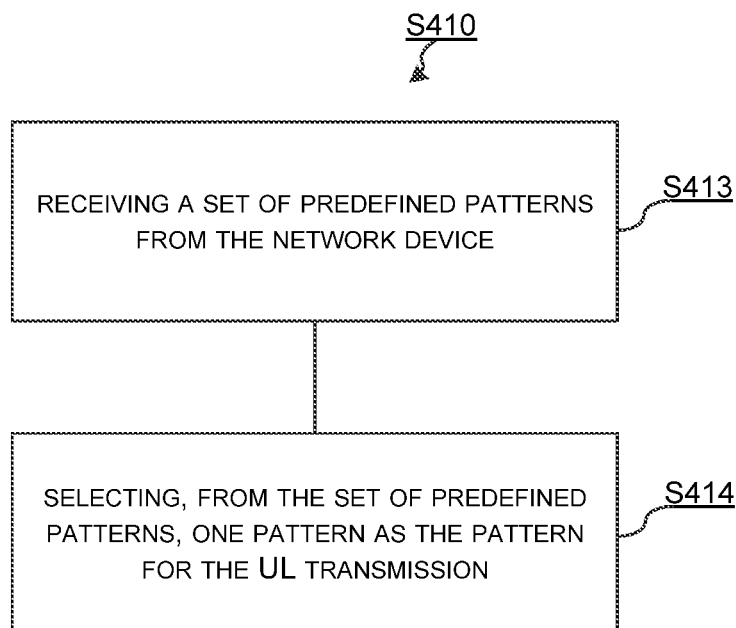 S410
RECEIVING A SET OF PREDEFINED PATTERNS
FROM THE NETWORK DEVICE
S413
SELECTING, FROM THE SET OF PREDEFINED
PATTERNS, ONE PATTERN AS THE PATTERN
FOR THE UL TRANSMISSION
S414